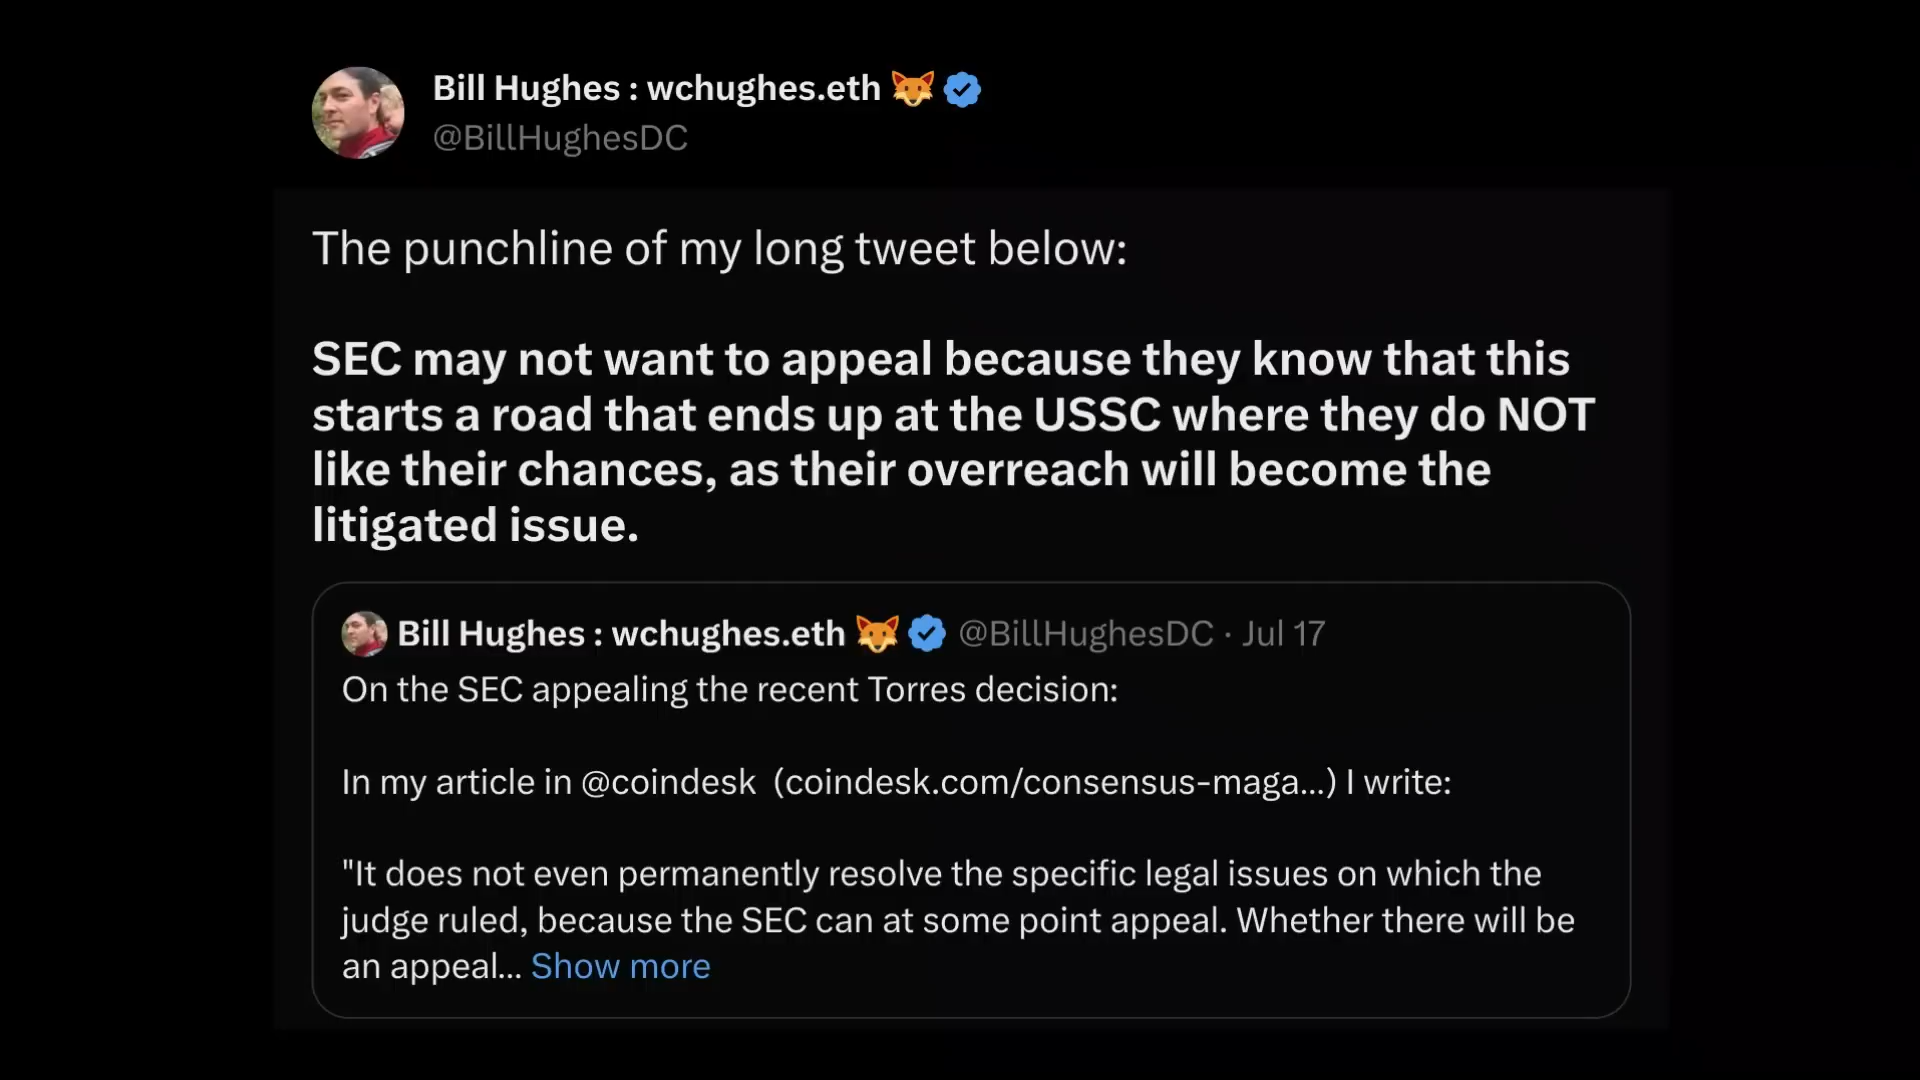 Bill Hughes : wchughes.eth 🦊
@BillHughesDC
The punchline of my long tweet below:
SEC may not want to appeal because they know that this
starts a road that ends up at the USSC where they do NOT
like their chances, as their overreach will become the
litigated issue.
Bill Hughes : wchughes.eth 🦊 @BillHughesDC · Jul 17
On the SEC appealing the recent Torres decision:
In my article in @coindesk (coindesk.com/consensus-maga...) I write:
"It does not even permanently resolve the specific legal issues on which the
judge ruled, because the SEC can at some point appeal. Whether there will be
an appeal... Show more